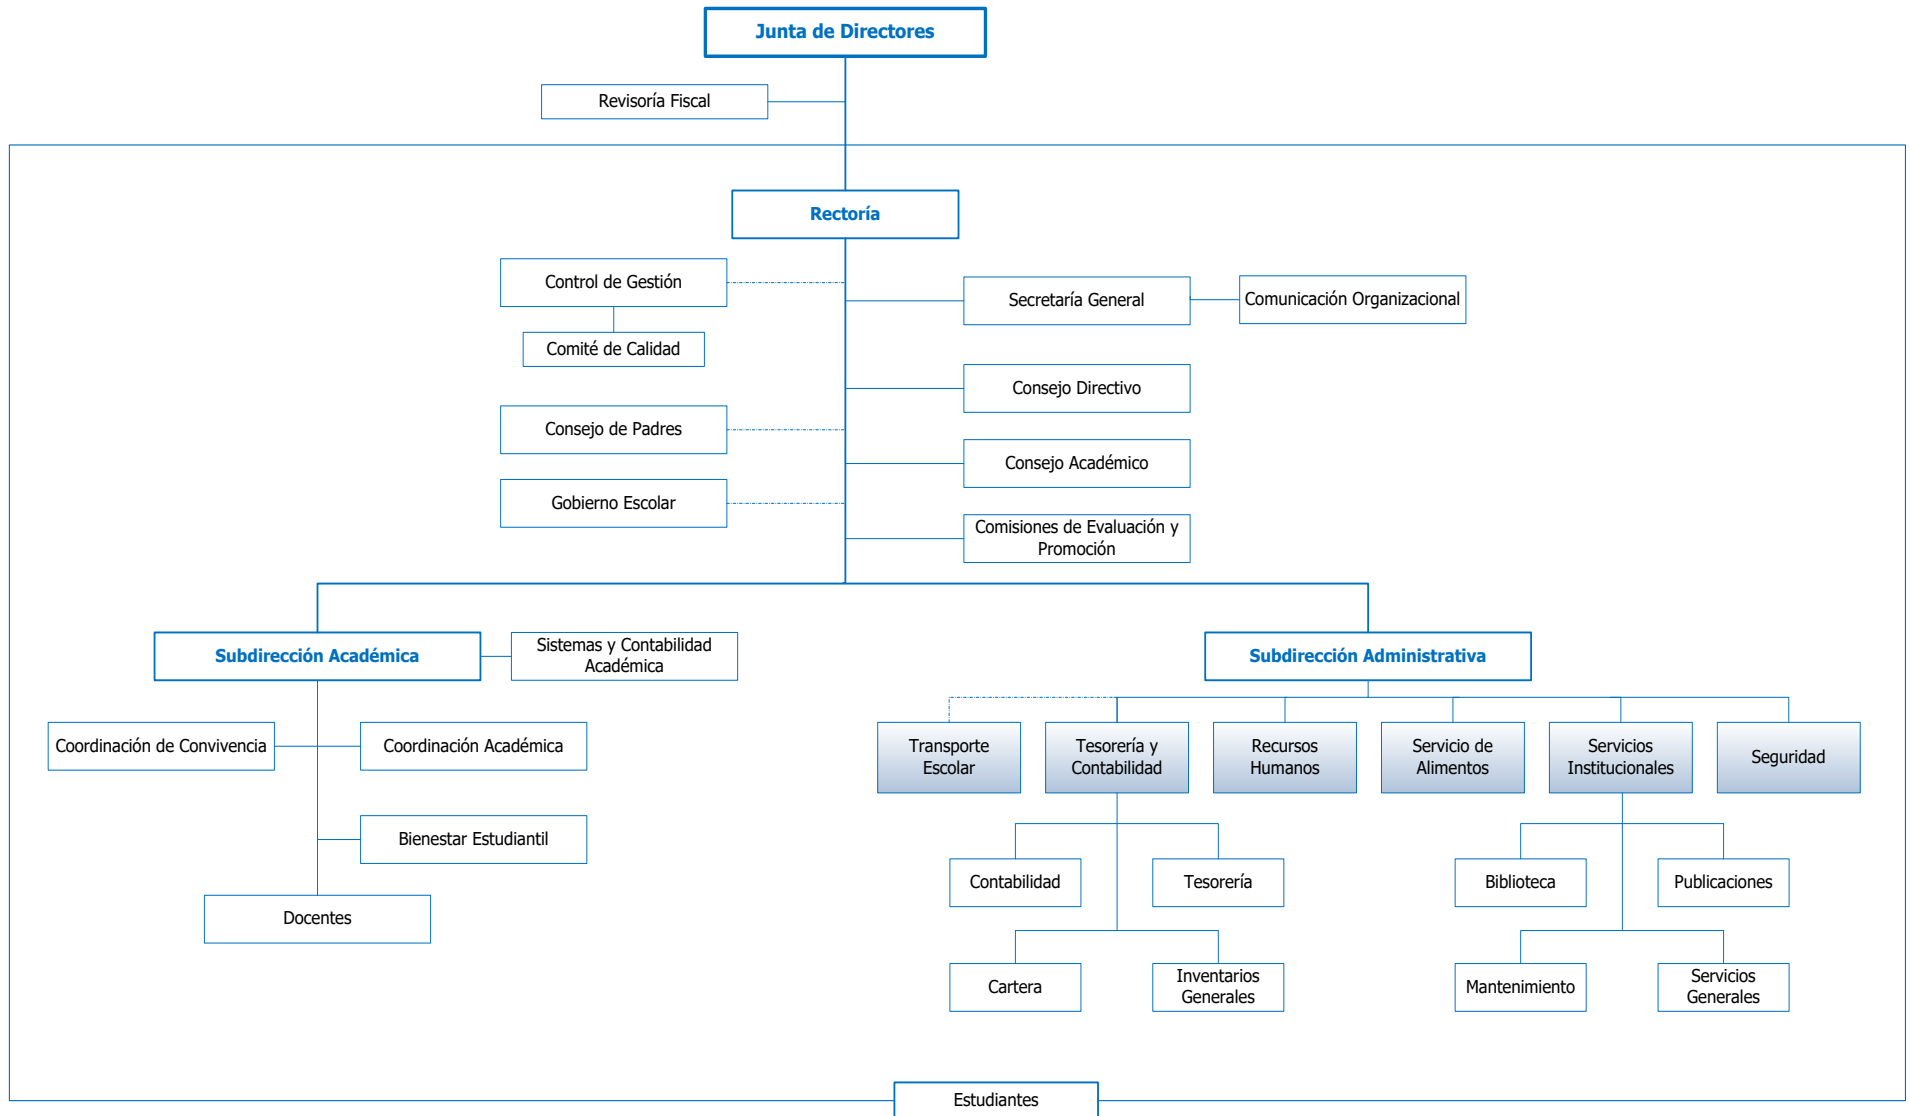 Junta de Directores
Revisoría Fiscal
Rectoría
Control de Gestión
Secretaría General
Comunicación Organizacional
Comité de Calidad
Consejo Directivo
Consejo de Padres
Consejo Académico
Gobierno Escolar
Comisiones de Evaluación y
Promoción
Subdirección Académica
Sistemas y Contabilidad
Académica
Subdirección Administrativa
Coordinación de Convivencia
Coordinación Académica
Transporte
Escolar
Tesorería y
Contabilidad
Recursos
Humanos
Servicio de
Alimentos
Servicios
Institucionales
Seguridad
Bienestar Estudiantil
Contabilidad
Tesorería
Biblioteca
Publicaciones
Docentes
Cartera
Inventarios
Generales
Mantenimiento
Servicios
Generales
Estudiantes